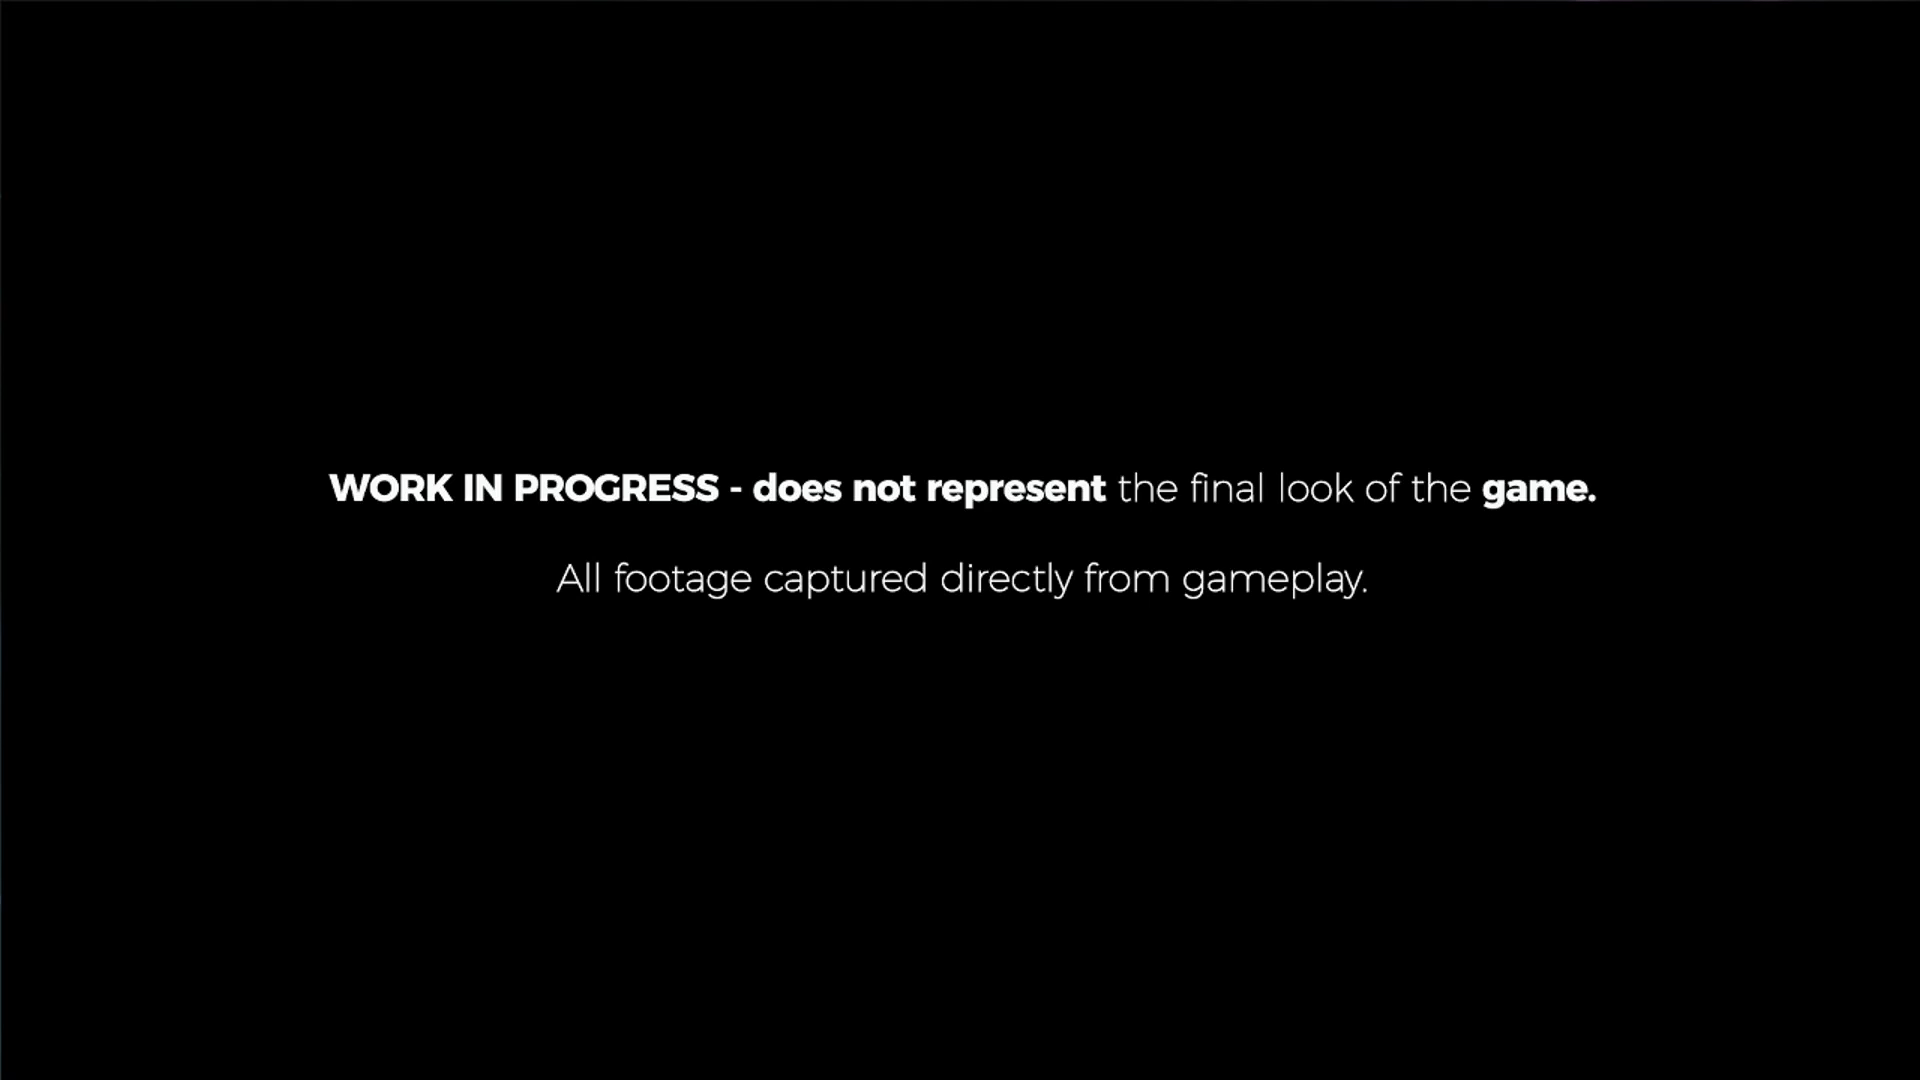 WORK IN PROGRESS - does not represent the final look of the game.
All footage captured directly from gameplay.